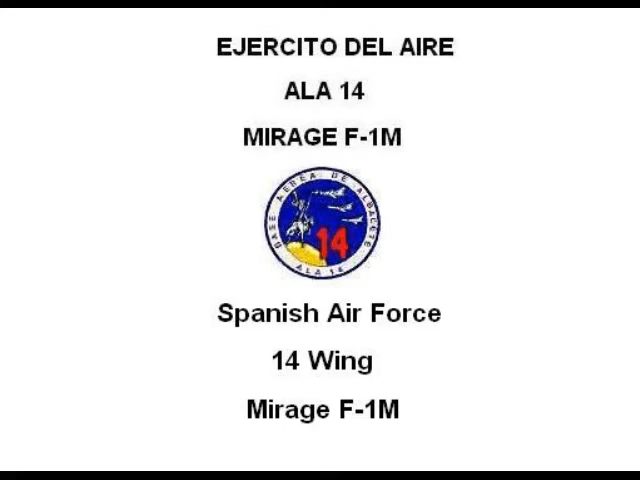 EJERCITO DEL AIRE
ALA 14
MIRAGE F-1M
BASE AEREA DE ALBACETE
14
ALA 14
Spanish Air Force
14 Wing
Mirage F-1M